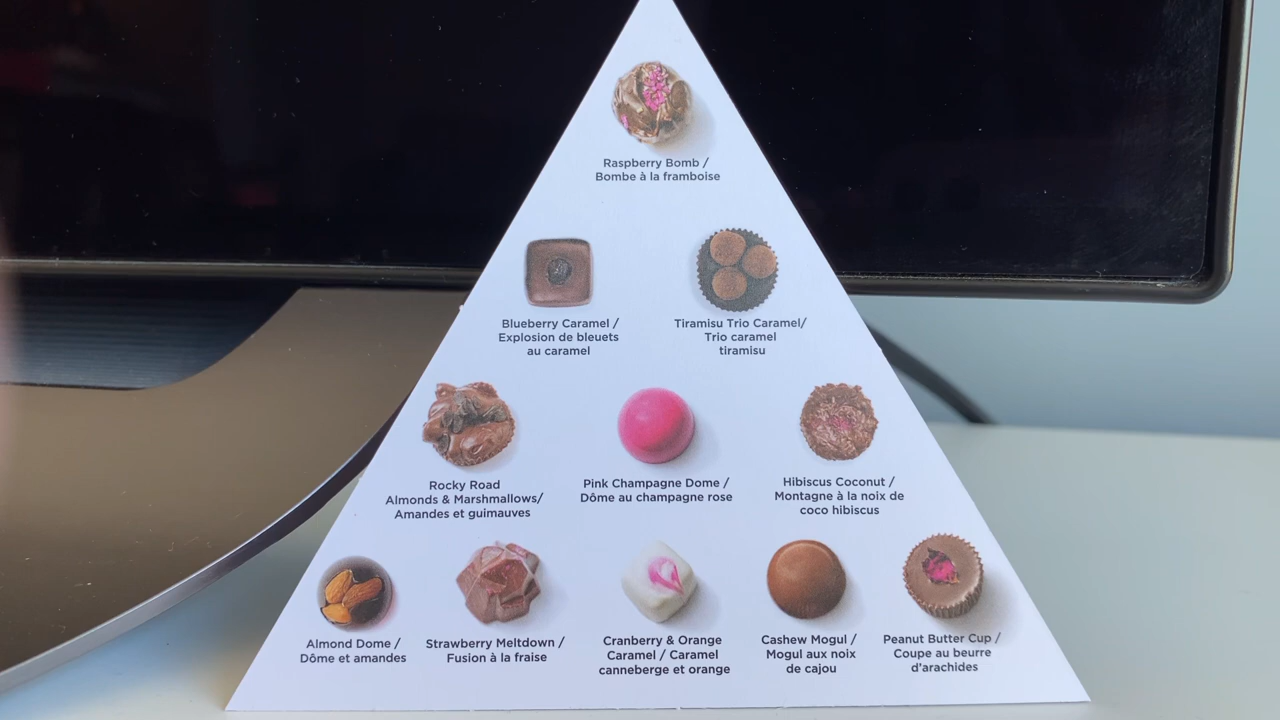 Raspberry Bomb /
Bombe à la framboise
Blueberry Caramel /
Explosion de bleuets
au caramel
Tiramisu Trio Caramel/
Trio caramel
tiramisu
Rocky Road
Almonds & Marshmallows/
Amandes et guimauves
Pink Champagne Dome /
Dôme au champagne rose
Hibiscus Coconut /
Montagne à la noix de
coco hibiscus
Almond Dome /
Dôme et amandes
Strawberry Meltdown /
Fusion à la fraise
Cranberry & Orange
Caramel / Caramel
canneberge et orange
Cashew Mogul /
Mogul aux noix
de cajou
Peanut Butter Cup /
Coupe au beurre
d'arachides